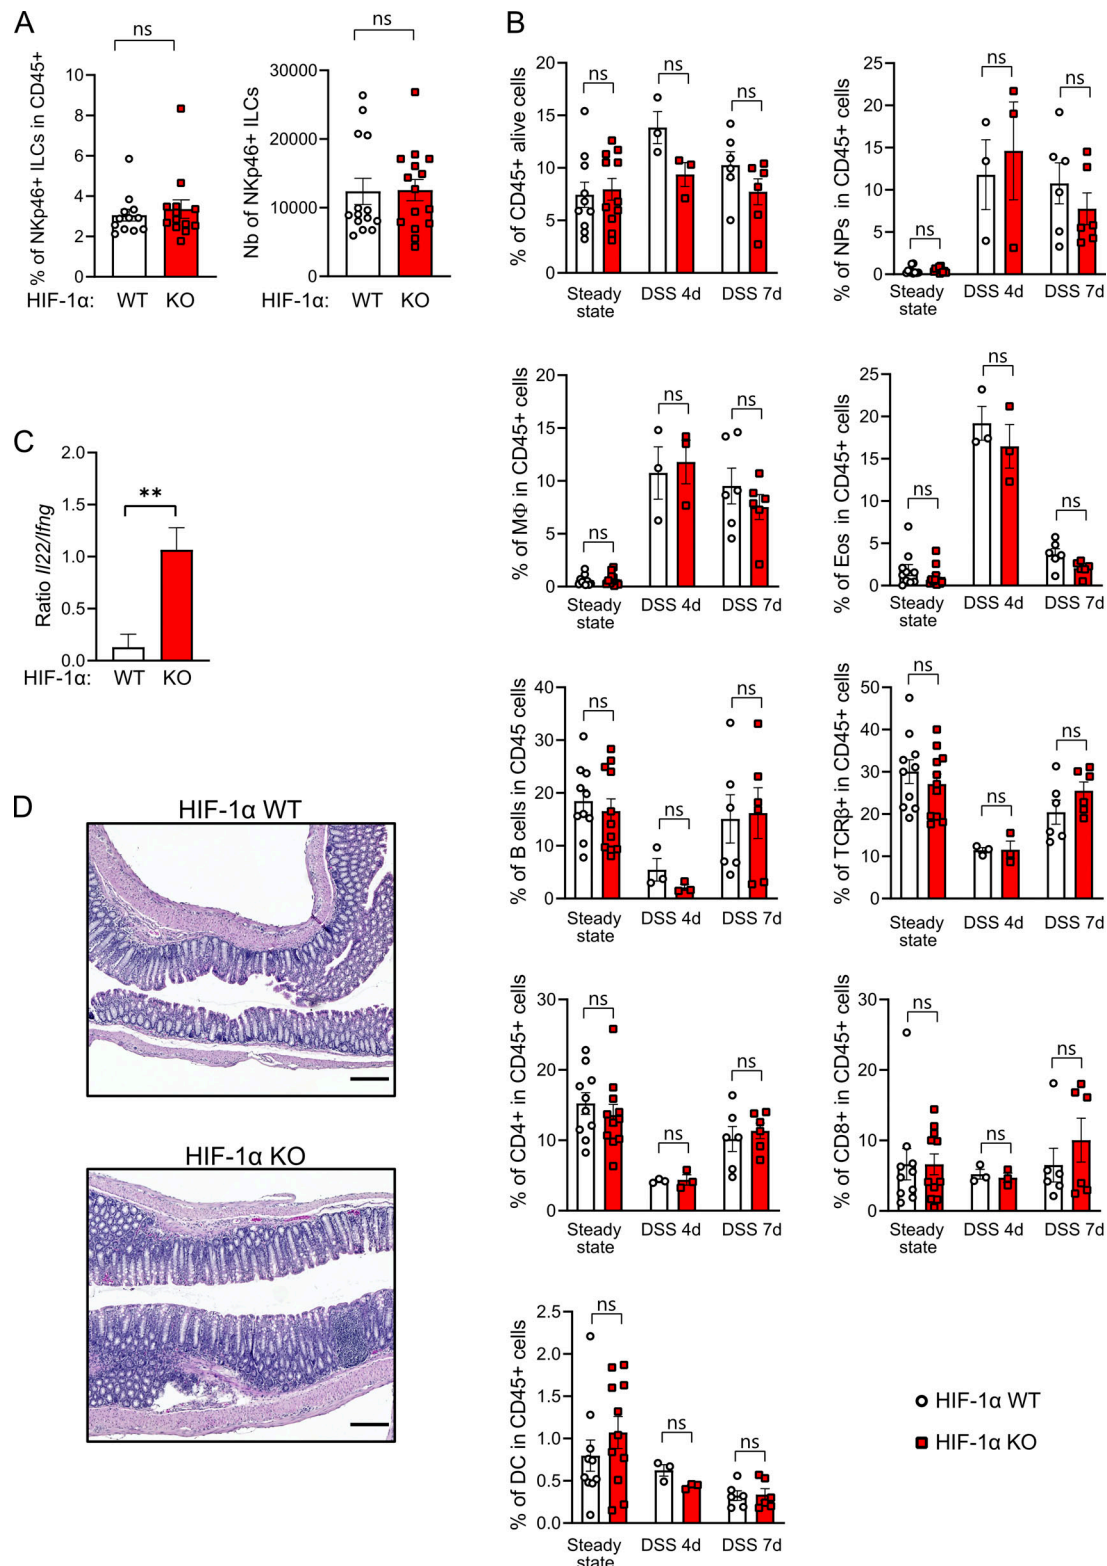 A
ns
% of NKp46+ ILCs in CD45+
10
8
6
4
2
0
HIF-1α: WT KO
ns
Nb of NKp46+ ILCs
30000
20000
10000
0
HIF-1α: WT KO
B
% of CD45+ alive cells
20
15
10
5
0
ns
ns
ns
Steady state
DSS 4d
DSS 7d
% of NPs in CD45+ cells
25
20
15
10
5
0
ns
ns
ns
Steady state
DSS 4d
DSS 7d
% of MΦ in CD45+ cells
20
15
10
5
0
ns
ns
ns
Steady state
DSS 4d
DSS 7d
% of Eos in CD45+ cells
25
20
15
10
5
0
ns
ns
ns
Steady state
DSS 4d
DSS 7d
C
Ratio Il22/Ifng
2.0
1.5
1.0
0.5
0.0
**
HIF-1α: WT KO
% of B cells in CD45 cells
40
30
20
10
0
ns
ns
ns
Steady state
DSS 4d
DSS 7d
% of TCRβ+ in CD45+ cells
50
40
30
20
10
0
ns
ns
ns
Steady state
DSS 4d
DSS 7d
D
HIF-1α WT
HIF-1α KO
% of CD4+ in CD45+ cells
30
20
10
0
ns
ns
ns
Steady state
DSS 4d
DSS 7d
% of CD8+ in CD45+ cells
30
20
10
0
ns
ns
ns
Steady state
DSS 4d
DSS 7d
% of DC in CD45+ cells
2.5
2.0
1.5
1.0
0.5
0.0
ns
ns
ns
Steady state
DSS 4d
DSS 7d
HIF-1α WT
HIF-1α KO